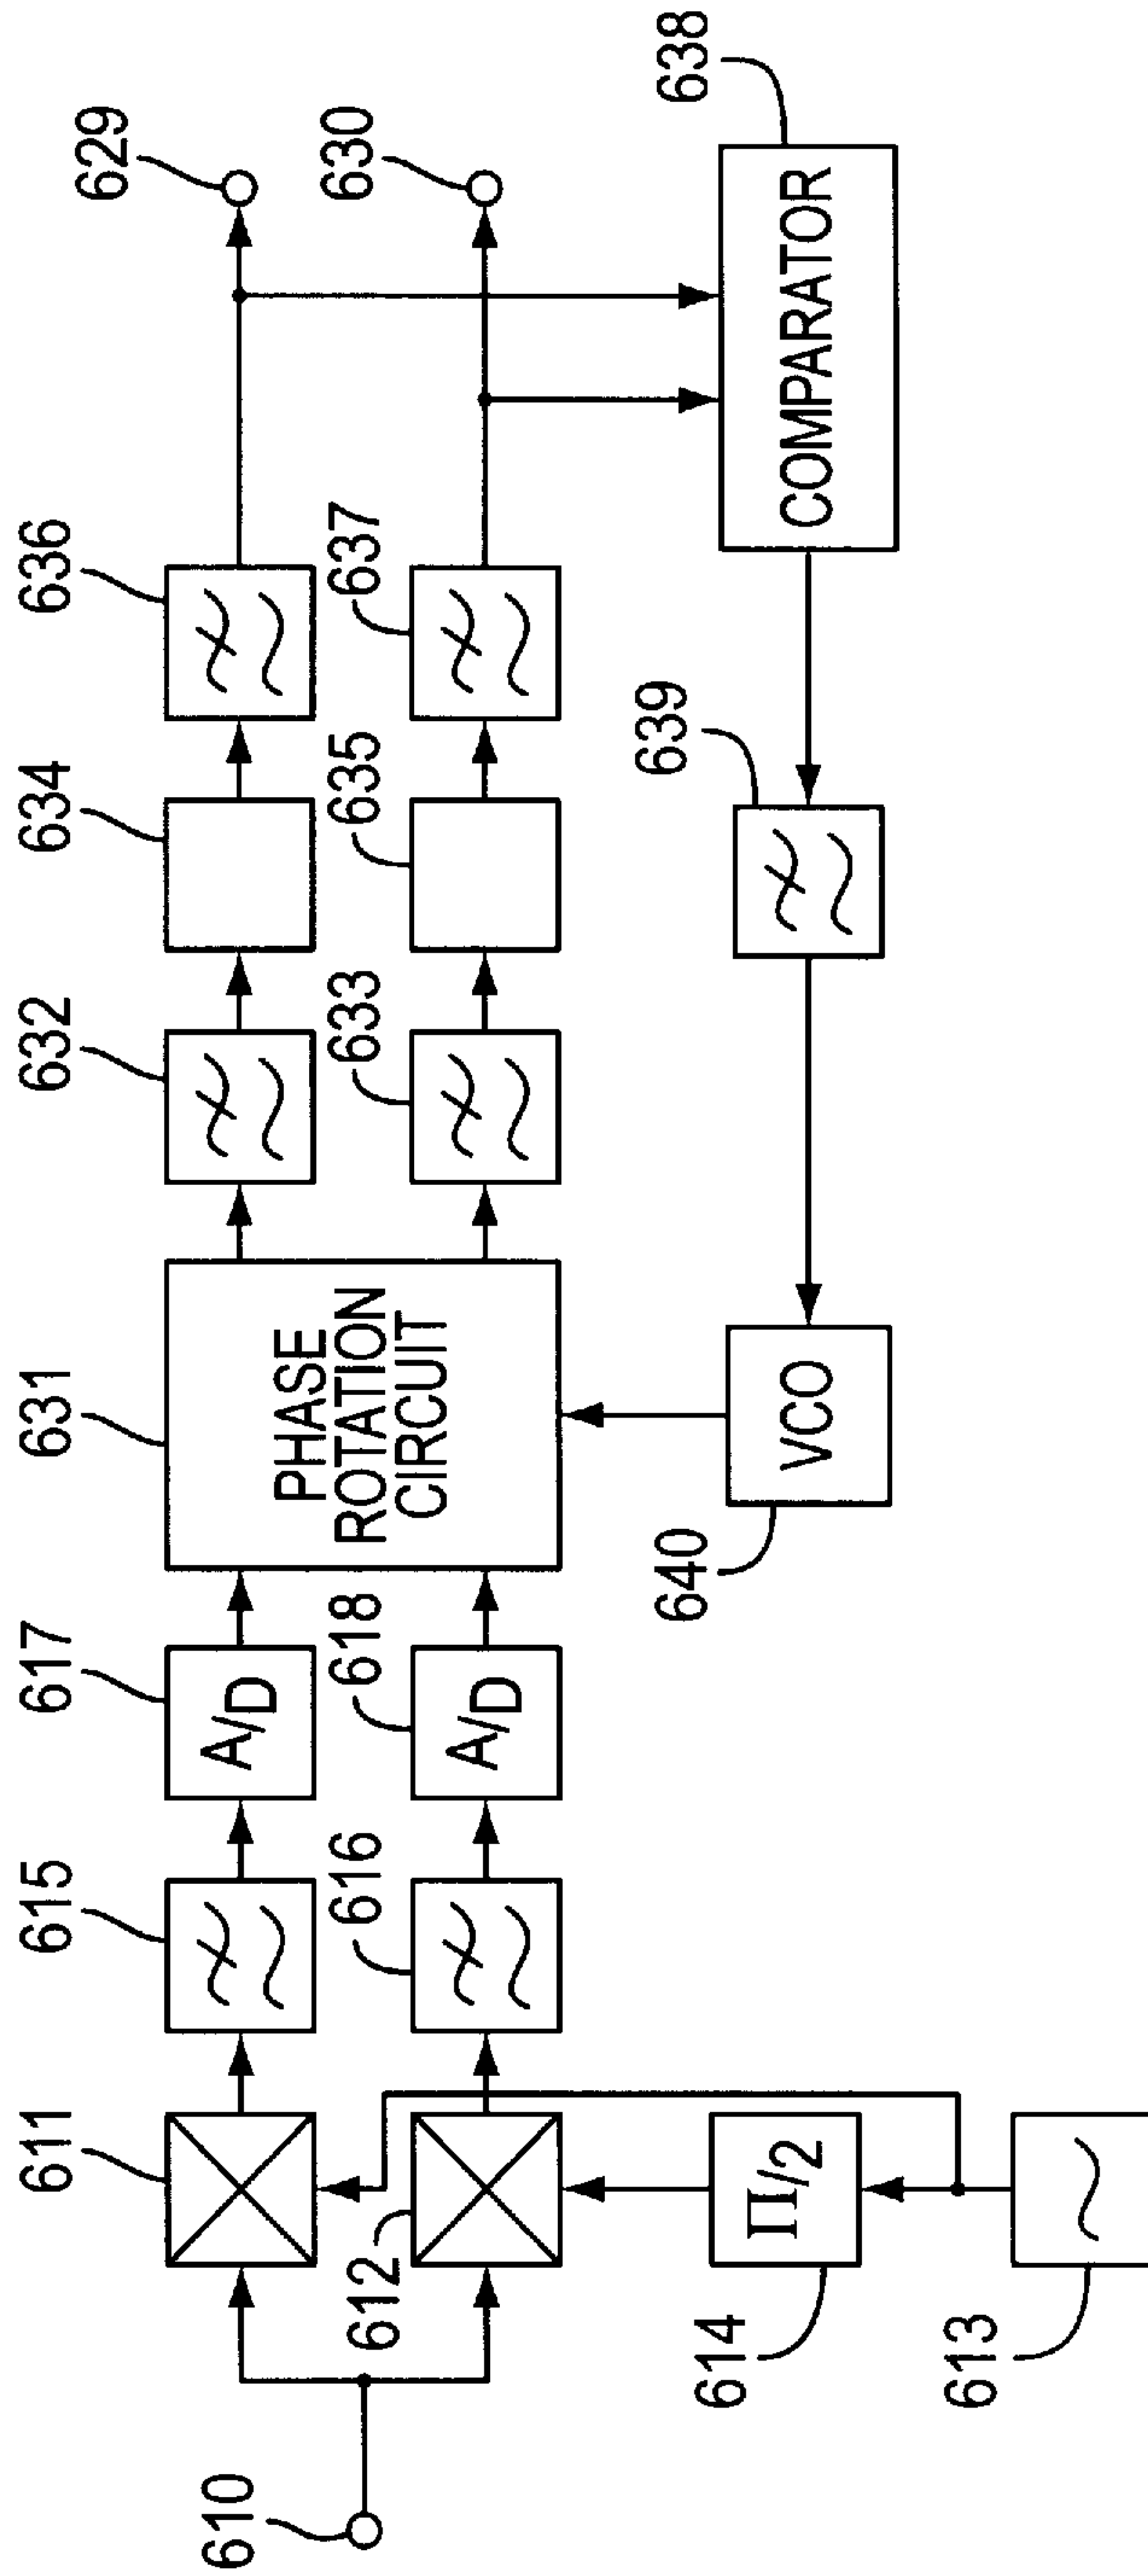 611
615
617
631
632
634
636
629
612
616
618
633
635
637
630
A/D
A/D
PHASE
ROTATION
CIRCUIT
610
614
Π/2
613
640
VCO
639
COMPARATOR
638